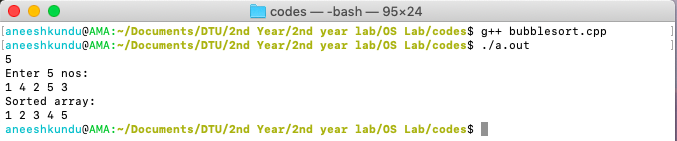 codes — -bash — 95×24
[aneeshkundu@AMA:~/Documents/DTU/2nd Year/2nd year lab/OS Lab/codes$ g++ bubblesort.cpp ]
[aneeshkundu@AMA:~/Documents/DTU/2nd Year/2nd year lab/OS Lab/codes$ ./a.out ]
5
Enter 5 nos:
1 4 2 5 3
Sorted array:
1 2 3 4 5
aneeshkundu@AMA:~/Documents/DTU/2nd Year/2nd year lab/OS Lab/codes$